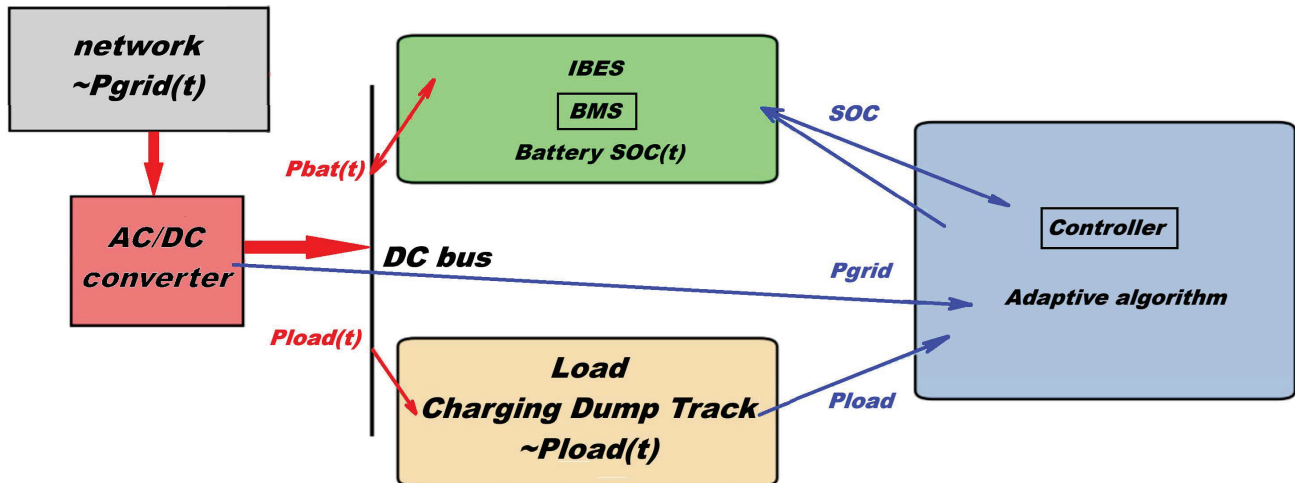 network
~Pgrid(t)
AC/DC
converter
Pbat(t)
DC bus
Pload(t)
IBES
BMS
Battery SOC(t)
Load
Charging Dump Track
~Pload(t)
SOC
Pgrid
Pload
Controller
Adaptive algorithm